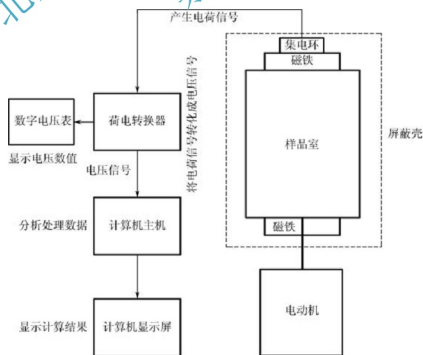 产生电荷信号
集电环
磁铁
将电荷信号转化成电压信号
数字电压表
荷电转换器
样品室
屏蔽壳
显示电压数值
电压信号
分析处理数据
计算机主机
磁铁
显示计算结果
计算机显示屏
电动机